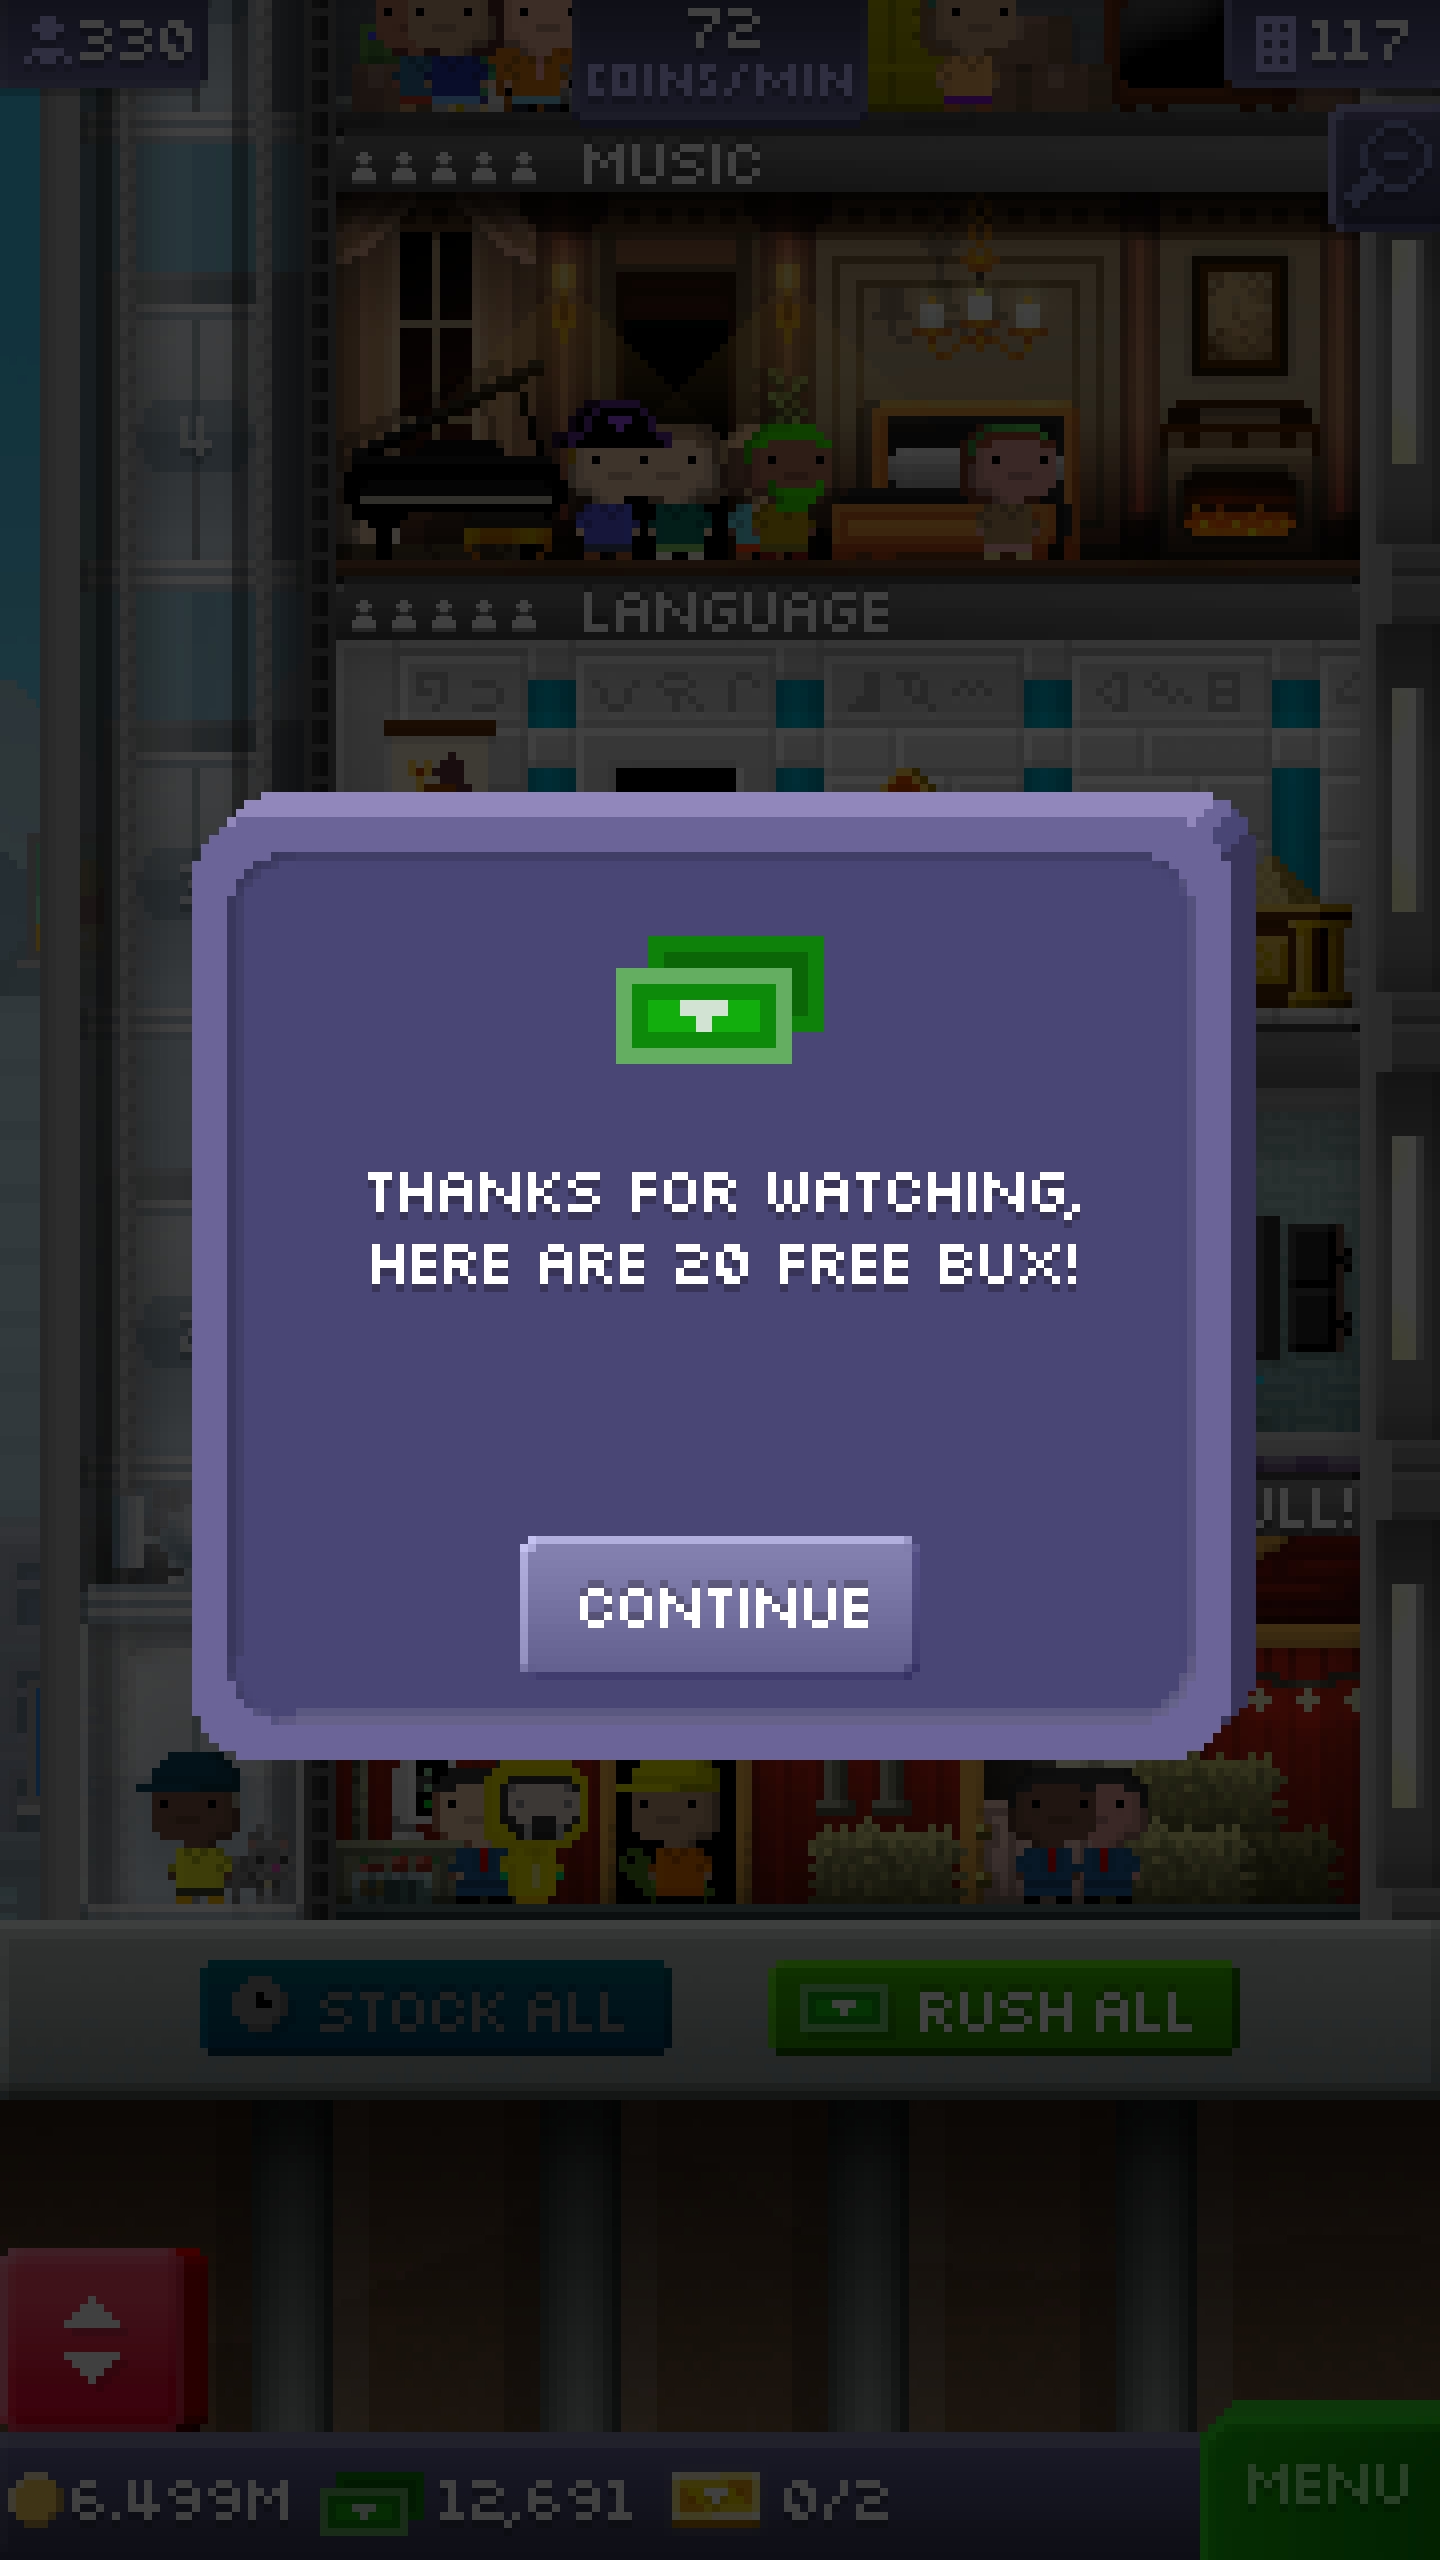 330
72
COINS/MIN
117
MUSIC
4
LANGUAGE
THANKS FOR WATCHING,
HERE ARE 20 FREE BUX!
CONTINUE
STOCK ALL
RUSH ALL
6.499M
12,691
0/2
MENU